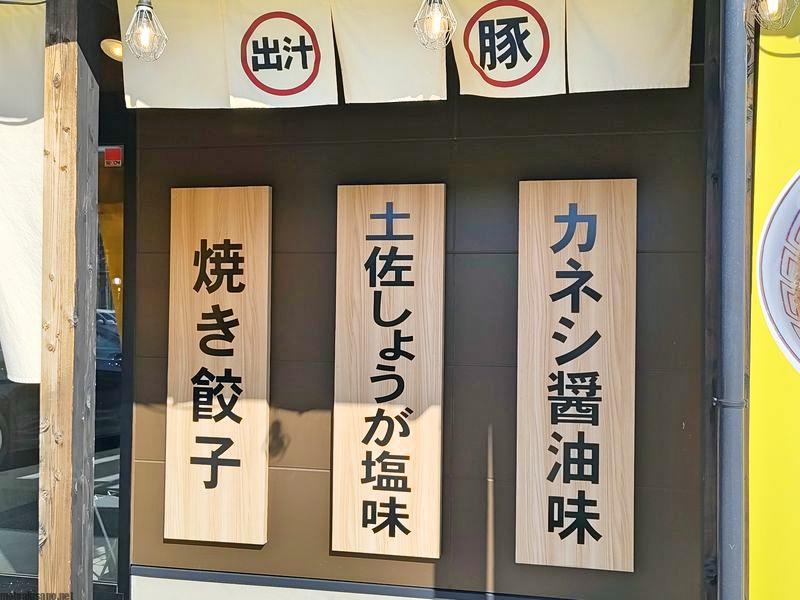 出汁
豚
カネシ醤油味
土佐しょうが塩味
焼き餃子